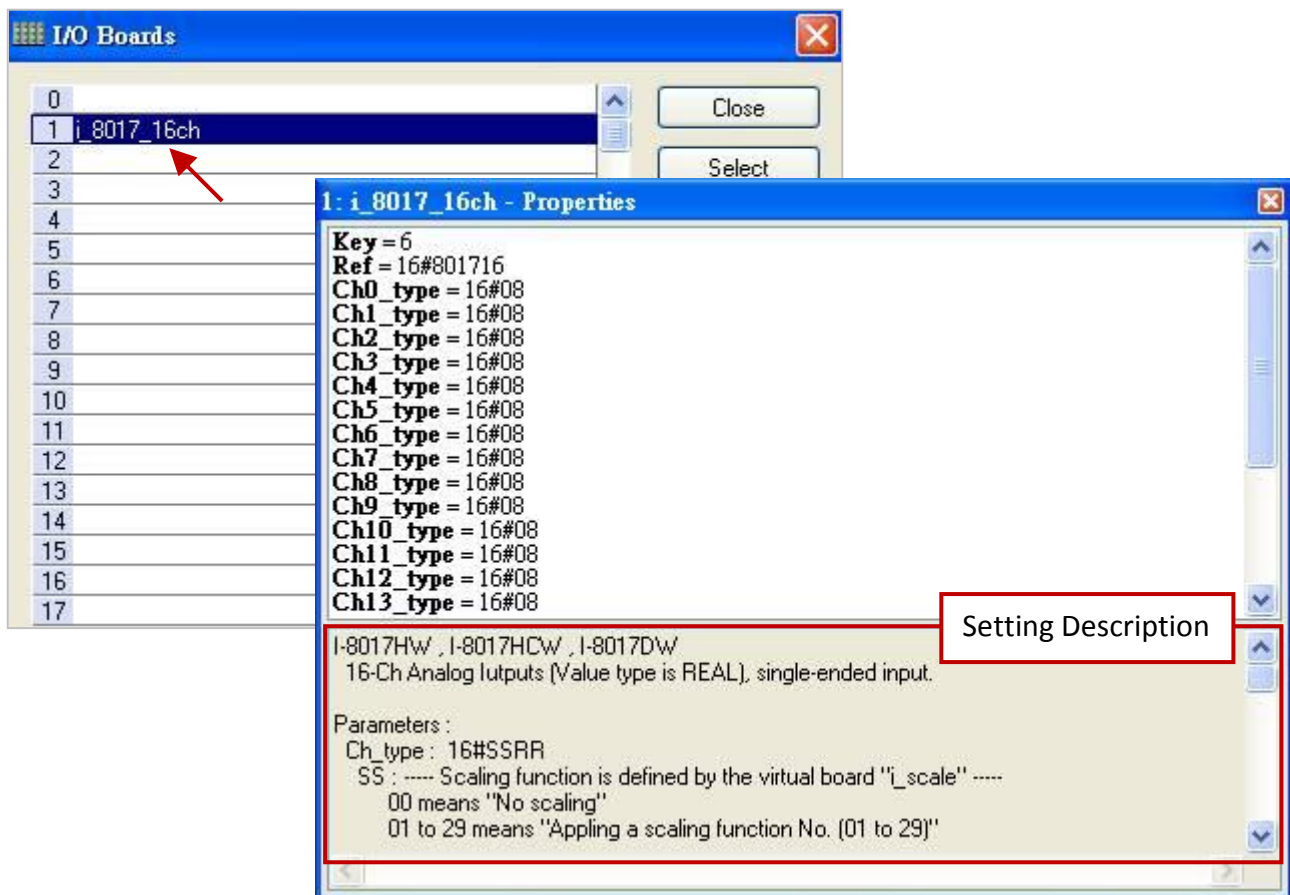 I/O Boards
0
1 i_8017_16ch
2
3
4
5
6
7
8
9
10
11
12
13
14
15
16
17
Close
Select
1: i_8017_16ch - Properties
Key = 6
Ref = 16#801716
Ch0_type = 16#08
Ch1_type = 16#08
Ch2_type = 16#08
Ch3_type = 16#08
Ch4_type = 16#08
Ch5_type = 16#08
Ch6_type = 16#08
Ch7_type = 16#08
Ch8_type = 16#08
Ch9_type = 16#08
Ch10_type = 16#08
Ch11_type = 16#08
Ch12_type = 16#08
Ch13_type = 16#08
Setting Description
I-8017HW , I-8017HCW , I-8017DW
16-Ch Analog Iutputs (Value type is REAL), single-ended input.
Parameters :
Ch_type : 16#SSRR
SS : ----- Scaling function is defined by the virtual board "i_scale" -----
00 means "No scaling"
01 to 29 means "Appling a scaling function No. (01 to 29)"